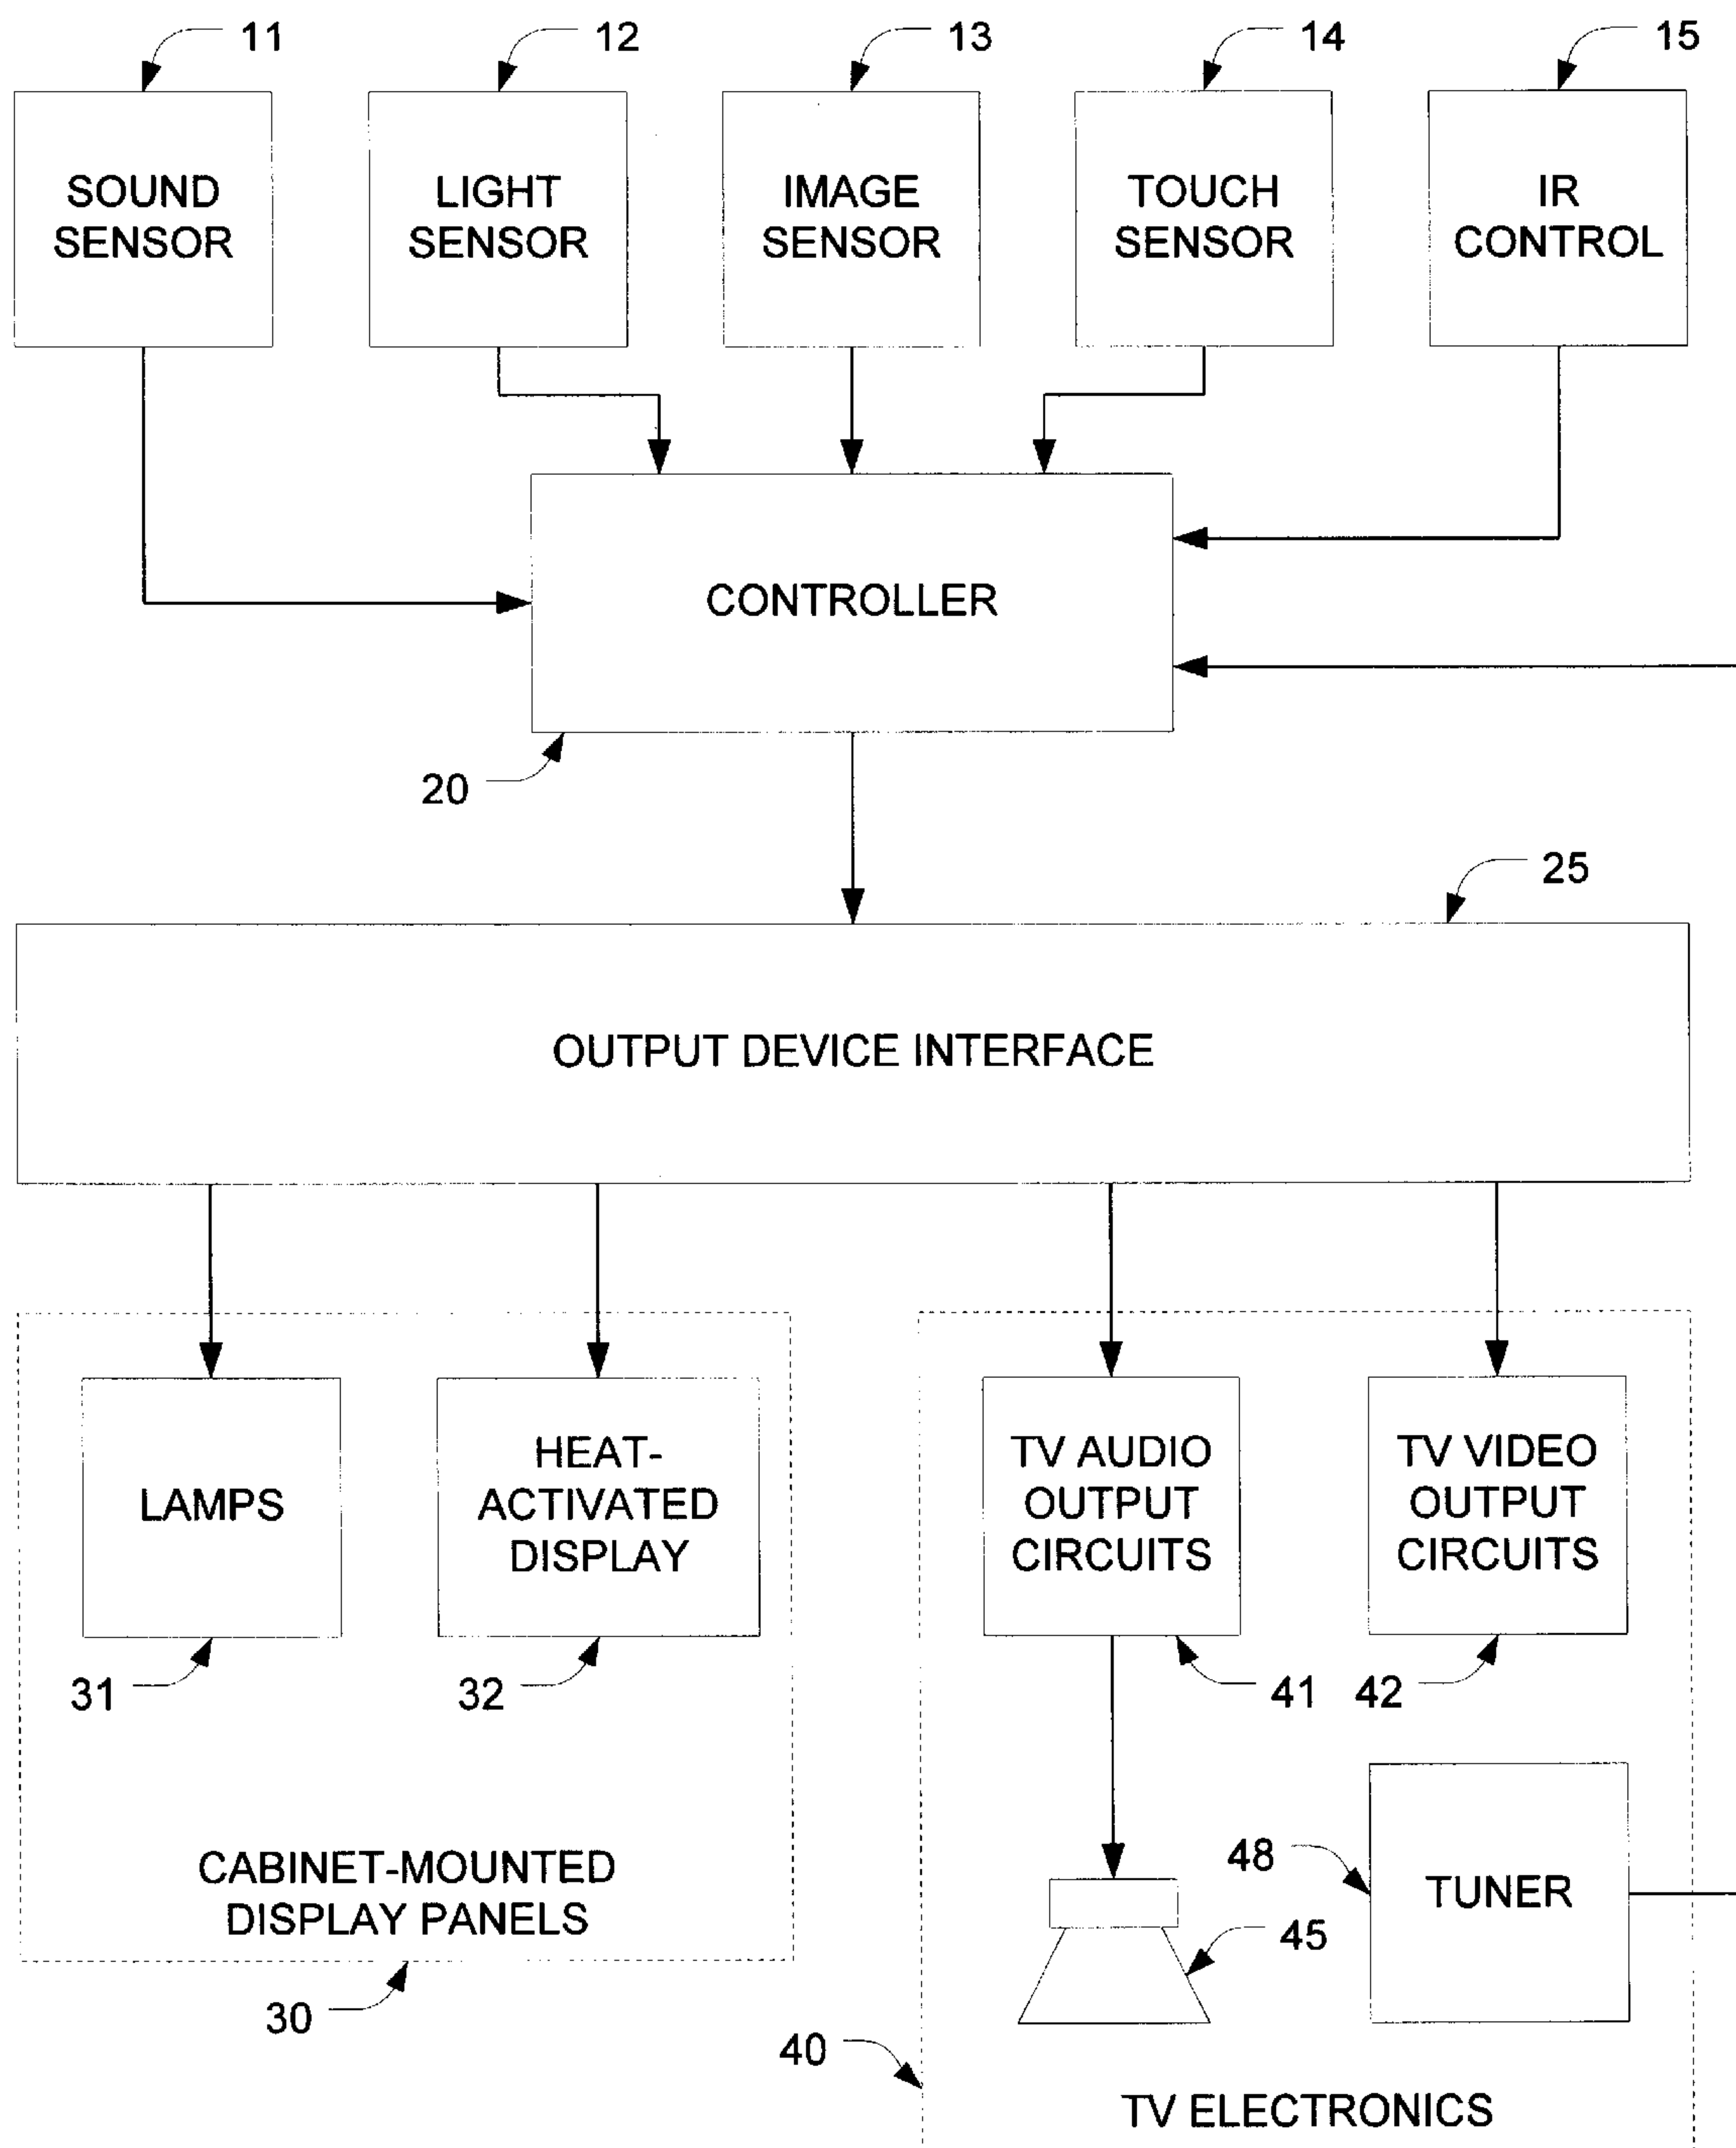 11
12
13
14
15
SOUND
SENSOR
LIGHT
SENSOR
IMAGE
SENSOR
TOUCH
SENSOR
IR
CONTROL
CONTROLLER
20
25
OUTPUT DEVICE INTERFACE
LAMPS
HEAT-
ACTIVATED
DISPLAY
TV AUDIO
OUTPUT
CIRCUITS
TV VIDEO
OUTPUT
CIRCUITS
31
32
41
42
CABINET-MOUNTED
DISPLAY PANELS
48
TUNER
45
30
40
TV ELECTRONICS